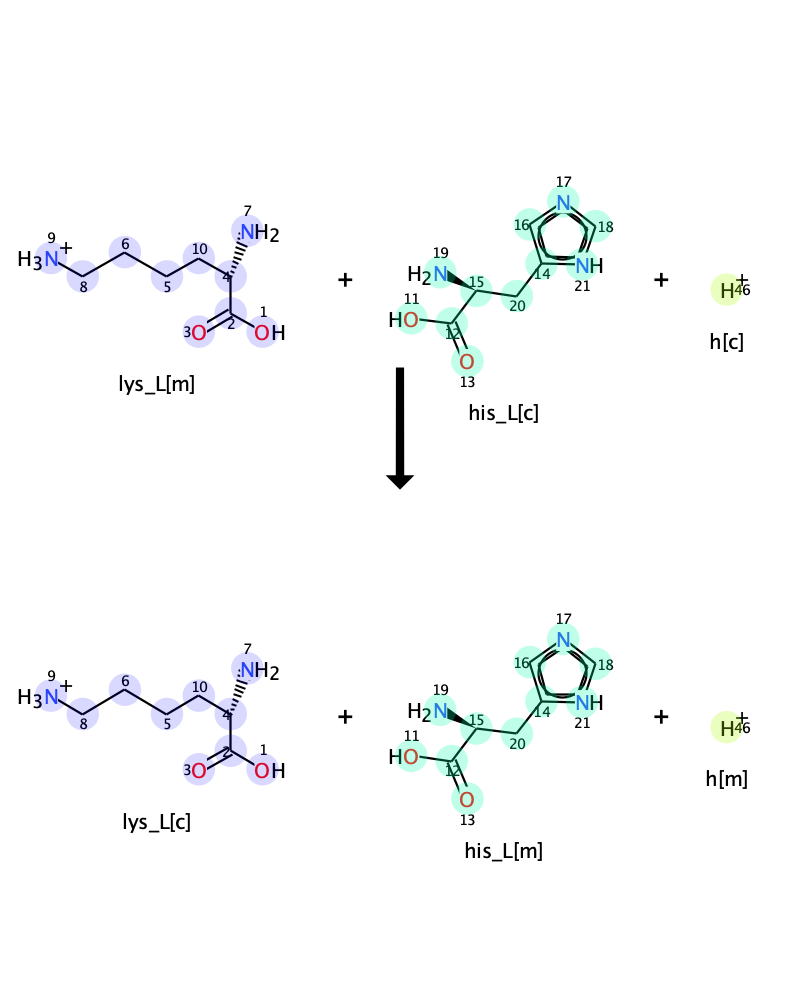 17
16
18
7
NH2
9
H3N+
6
10
19
H2N
15
14
NH
21
8
5
4
+
20
+
H+
46
11
HO
12
3
O
2
1
OH
O
13
h[c]
lys_L[m]
his_L[c]
17
N
16
18
7
NH2
9
H3N+
6
10
19
H2N
15
14
NH
21
8
5
4
+
20
+
H+
46
11
HO
12
3
O
2
1
OH
O
13
h[m]
lys_L[c]
his_L[m]